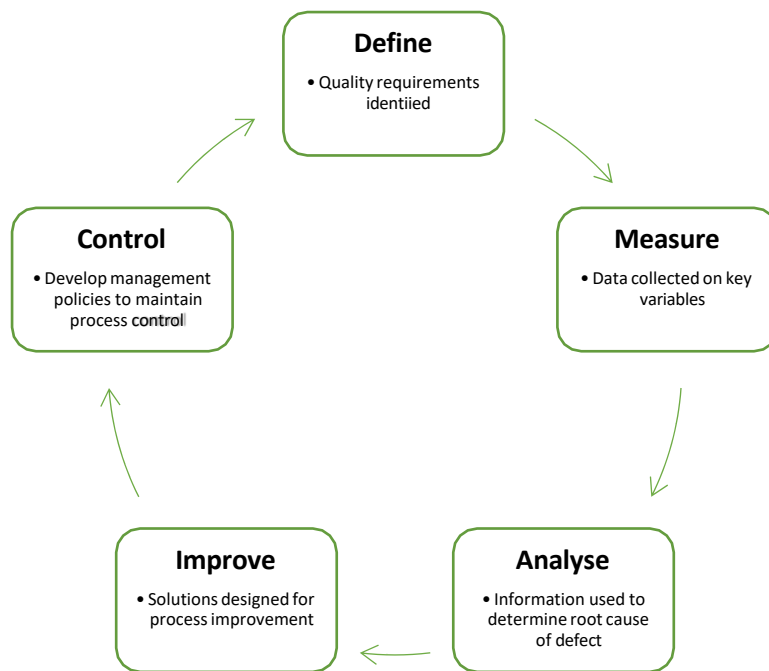 Define
• Quality requirements
identiied
Measure
• Data collected on key
variables
Analyse
• Information used to
determine root cause
of defect
Improve
• Solutions designed for
process improvement
Control
• Develop management
policies to maintain
process control